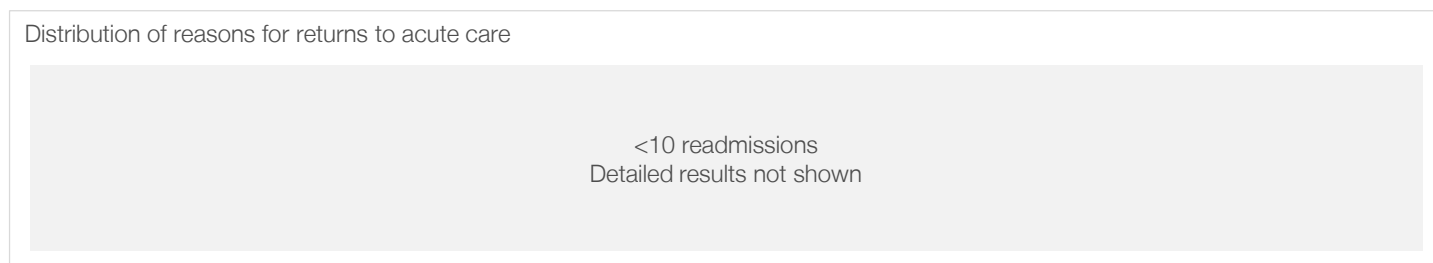 Distribution of reasons for returns to acute care
<10 readmissions
Detailed results not shown